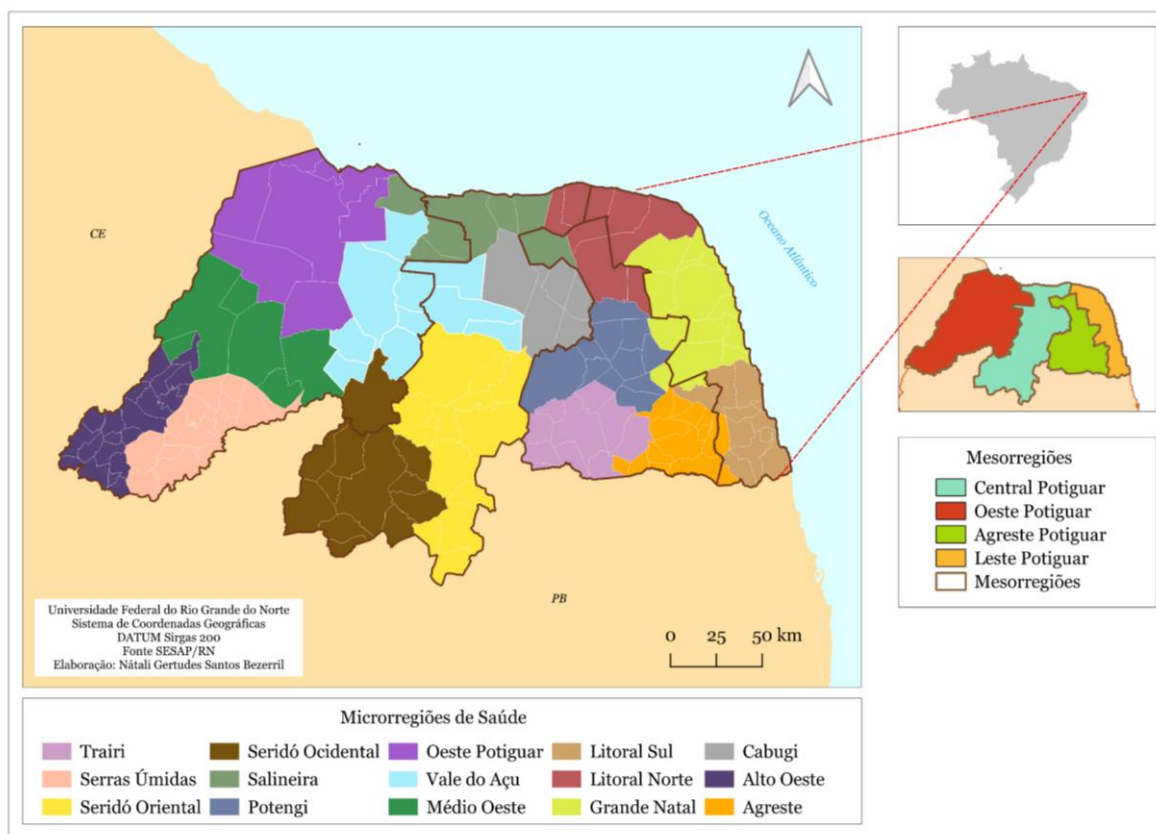 CE
Oceano Atlântico
PB
0 25 50 km
Universidade Federal do Rio Grande do Norte
Sistema de Coordenadas Geográficas
DATUM Sirgas 200
Fonte SESAP/RN
Elaboração: Nátali Gertudes Santos Bezerril
Mesorregiões
Central Potiguar
Oeste Potiguar
Agreste Potiguar
Leste Potiguar
Mesorregiões
Microrregiões de Saúde
Trairi
Seridó Ocidental
Oeste Potiguar
Litoral Sul
Cabugi
Serras Úmidas
Salineira
Vale do Açu
Litoral Norte
Alto Oeste
Seridó Oriental
Potengi
Médio Oeste
Grande Natal
Agreste